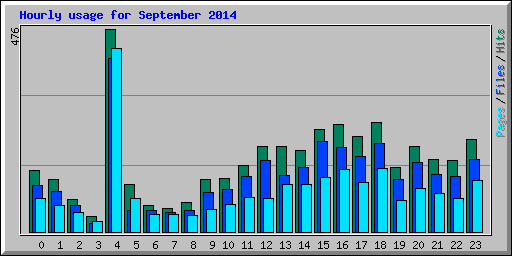 Hourly usage for September 2014
476
Pages / Files / Hits
0 1 2 3 4 5 6 7 8 9 10 11 12 13 14 15 16 17 18 19 20 21 22 23